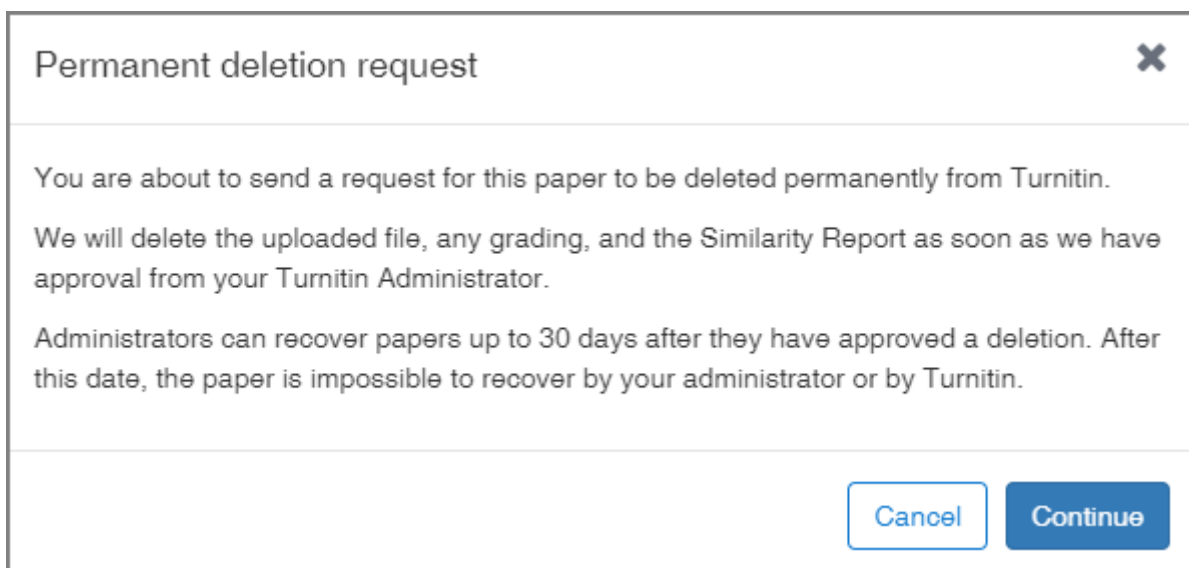 Permanent deletion request
You are about to send a request for this paper to be deleted permanently from Turnitin.
We will delete the uploaded file, any grading, and the Similarity Report as soon as we have
approval from your Turnitin Administrator.
Administrators can recover papers up to 30 days after they have approved a deletion. After
this date, the paper is impossible to recover by your administrator or by Turnitin.
Cancel
Continue